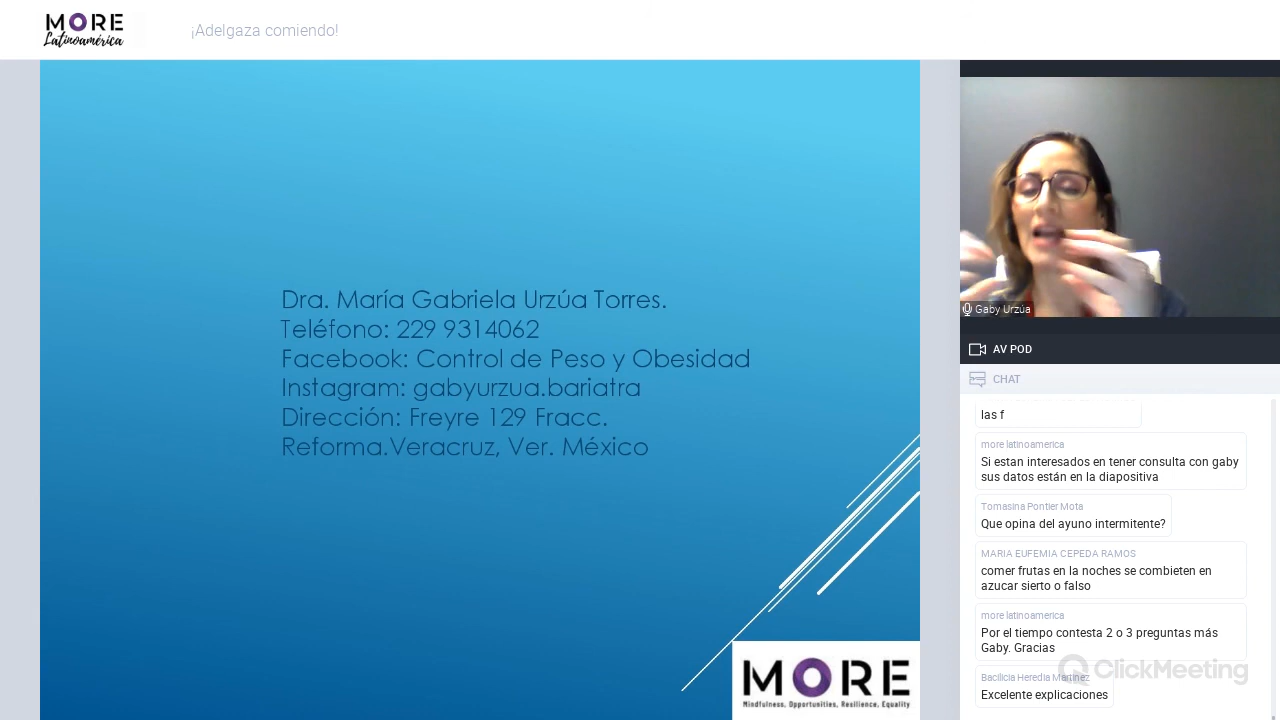 MORE
Latinoamérica
¡Adelgaza comiendo!
Dra. María Gabriela Urzúa Torres.
Teléfono: 229 9314062
Facebook: Control de Peso y Obesidad
Instagram: gabyurzua.bariatra
Dirección: Freyre 129 Fracc.
Reforma.Veracruz, Ver. México
MORE
Mindfulness, Opportunities, Resilience, Equality
Gaby Urzúa
AV POD
CHAT
las f
more latinoamerica
Si estan interesados en tener consulta con gaby
sus datos están en la diapositiva
Tomasina Pontier Mota
Que opina del ayuno intermitente?
MARIA EUFEMIA CEPEDA RAMOS
comer frutas en la noches se combieten en
azucar sierto o falso
more latinoamerica
Por el tiempo contesta 2 o 3 preguntas más
Gaby. Gracias
Bacilicia Heredia Martinez
Excelente explicaciones
ClickMeeting